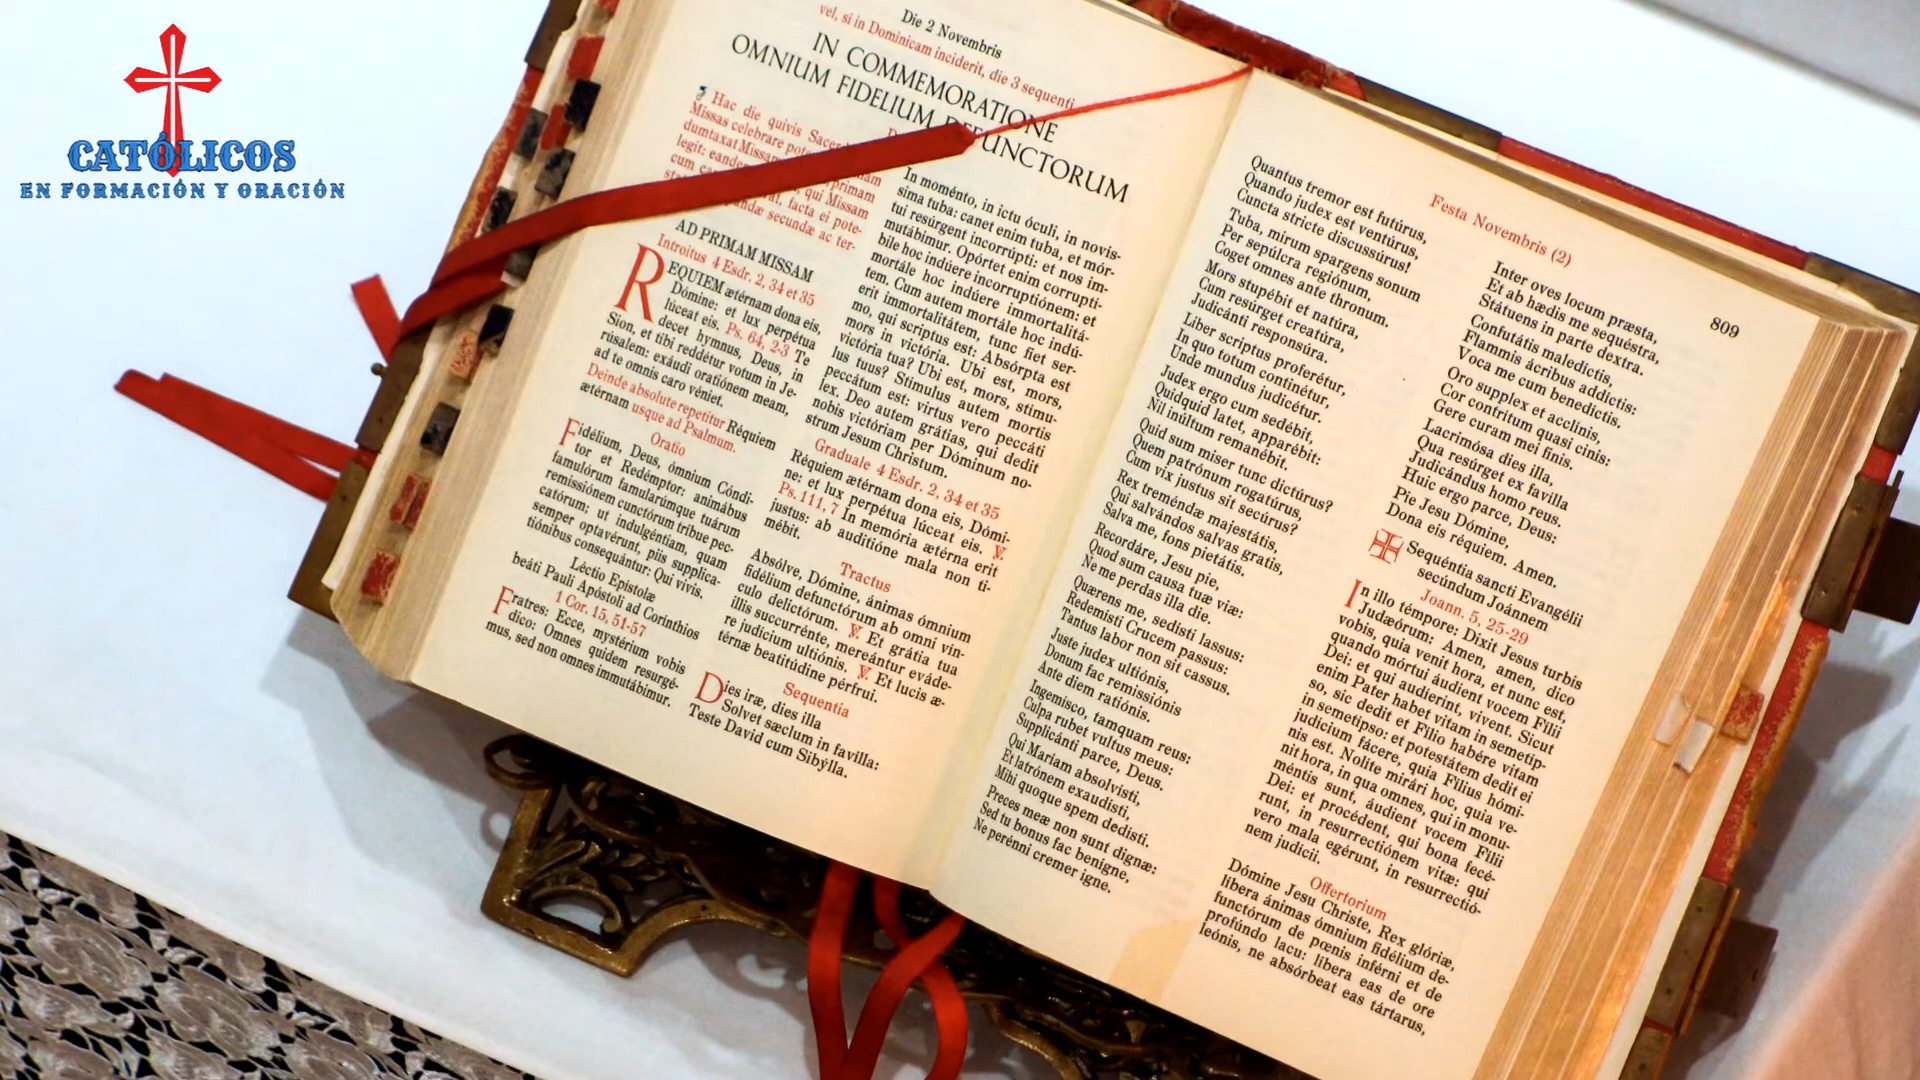 CATÓLICOS
EN FORMACIÓN Y ORACIÓN
Die 2 Novembris
vel, si in Dominicam inciderit, die 3 sequenti
IN COMMEMORATIONE
OMNIUM FIDELIUM DEFUNCTORUM
Hac die quivis Sacer
Missas celebrare pote
dumtaxat Missam primam
legit: eandem qui Missam
cum ca facta ei pote-
secundæ ac ter-
AD PRIMAM MISSAM
Introitus 4 Esdr. 2, 34 et 35
REQUIEM ætérnam dona eis,
Dómine: et lux perpétua
lúceat eis. Ps. 64, 2-3 Te
decet hymnus, Deus, in
Sion, et tibi reddétur votum in Je-
rúsalem: exáudi oratiónem meam,
ad te omnis caro véniet.
Deinde absolute repetitur Réquiem
ætérnam usque ad Psalmum.
Oratio
Fidélium, Deus, ómnium Cóndi-
tor et Redémptor: animábus
famulórum famularúmque tuárum
remissiónem cunctórum tríbue pec-
catórum; ut indulgéntiam, quam
semper optavérunt, piis supplica-
tiónibus consequántur: Qui vivis.
Léctio Epístolæ
beáti Pauli Apóstoli ad Corínthios
1 Cor. 15, 51-57
Fratres: Ecce, mystérium vobis
dico: Omnes quidem resurgé-
mus, sed non omnes immutábimur.
In moménto, in ictu óculi, in novís-
sima tuba: canet enim tuba, et mór-
tui resúrgent incorrúpti: et nos im-
mutábimur. Opórtet enim corruptí-
bile hoc indúere incorruptiónem: et
mortále hoc indúere immortalitá-
tem. Cum autem mortále hoc indú-
erit immortalitátem, tunc fiet ser-
mo, qui scriptus est: Absórpta est
mors in victória. Ubi est, mors,
victória tua? Ubi est, mors, stímu-
lus tuus? Stímulus autem mortis
peccátum est: virtus vero peccáti
lex. Deo autem grátias, qui dedit
nobis victóriam per Dóminum no-
strum Jesum Christum.
Graduale 4 Esdr. 2, 34 et 35
Réquiem ætérnam dona eis, Dómi-
ne: et lux perpétua lúceat eis. ℣.
Ps. 111, 7 In memória ætérna erit
justus: ab auditióne mala non ti-
mébit.
Tractus
Absólve, Dómine, ánimas ómnium
fidélium defunctórum ab omni vín-
culo delictórum. ℣. Et grátia tua
illis succurrénte, mereántur eváde-
re judícium ultiónis. ℣. Et lucis æ-
térnæ beatitúdine pérfrui.
Sequentia
Dies iræ, dies illa
Solvet sæclum in favílla:
Teste David cum Sibýlla.
Quantus tremor est futúrus,
Quando judex est ventúrus,
Cuncta stricte discussúrus!
Tuba, mirum spargens sonum
Per sepúlcra regiónum,
Coget omnes ante thronum.
Mors stupébit et natúra,
Cum resúrget creatúra,
Judicánti responsúra.
Liber scriptus proferétur,
In quo totum continétur,
Unde mundus judicétur.
Judex ergo cum sedébit,
Quidquid latet, apparébit:
Nil inúltum remanébit.
Quid sum miser tunc dictúrus?
Quem patrónum rogatúrus,
Cum vix justus sit secúrus?
Rex treméndæ majestátis,
Qui salvándos salvas gratis,
Salva me, fons pietátis.
Recordáre, Jesu pie,
Quod sum causa tuæ viæ:
Ne me perdas illa die.
Quærens me, sedísti lassus:
Redemísti Crucem passus:
Tantus labor non sit cassus.
Juste judex ultiónis,
Donum fac remissiónis
Ante diem ratiónis.
Ingemísco, tamquam reus:
Culpa rubet vultus meus:
Supplicánti parce, Deus.
Qui Maríam absolvísti,
Et latrónem exaudísti,
Mihi quoque spem dedísti.
Preces meæ non sunt dignæ:
Sed tu bonus fac benígne,
Ne perénni cremer igne.
Festa Novembris (2)
809
Inter oves locum præsta,
Et ab hædis me sequéstra,
Státuens in parte dextra.
Confutátis maledíctis,
Flammis ácribus addíctis:
Voca me cum benedíctis.
Oro supplex et acclínis,
Cor contrítum quasi cinis:
Gere curam mei finis.
Lacrimósa dies illa,
Qua resúrget ex favílla
Judicándus homo reus.
Huic ergo parce, Deus:
Pie Jesu Dómine,
Dona eis réquiem. Amen.
Sequéntia sancti Evangélii
secúndum Joánnem
Joann. 5, 25-29
In illo témpore: Dixit Jesus turbis
Judæórum: Amen, amen, dico
vobis, quia venit hora, et nunc est,
quando mórtui áudient vocem Fílii
Dei: et qui audíerint, vivent. Sicut
enim Pater habet vitam in semetíp-
so, sic dedit et Fílio habére vitam
in semetípso: et potestátem dedit ei
judícium fácere, quia Fílius hómi-
nis est. Nolíte mirári hoc, quia ve-
nit hora, in qua omnes, qui in monu-
méntis sunt, áudient vocem Fílii
Dei: et procédent, qui bona fecé-
runt, in resurrectiónem vitæ: qui
vero mala egérunt, in resurrectió-
nem judícii.
Offertorium
Dómine Jesu Christe, Rex glóriæ,
líbera ánimas ómnium fidélium de-
functórum de pœnis inférni et de
profúndo lacu: líbera eas de ore
leónis, ne absórbeat eas tártarus,